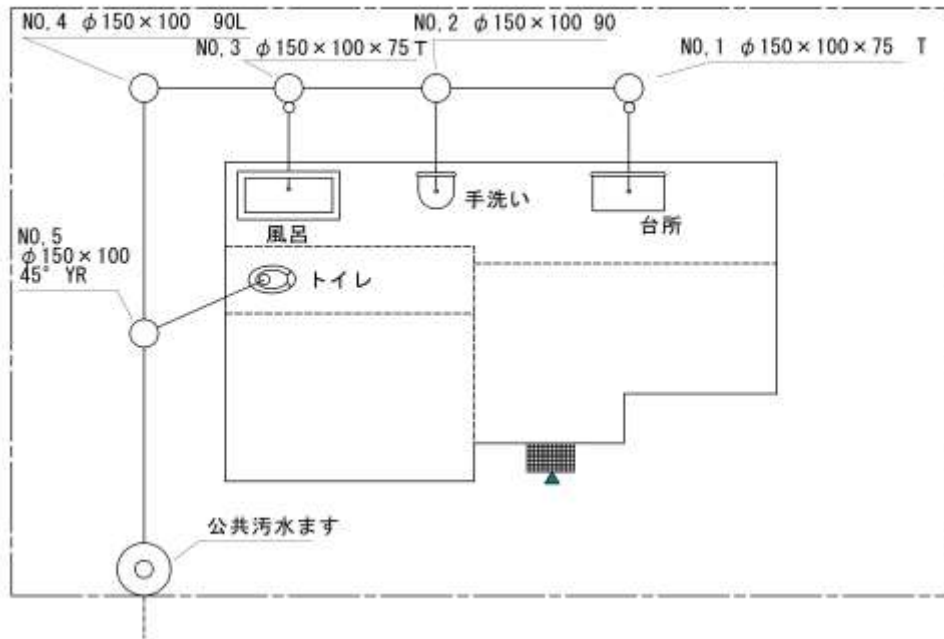 NO,4 φ150×100 90L
NO,2 φ150×100 90
NO,3 φ150×100×75T
NO,1 φ150×100×75 T
手洗い
台所
風呂
NO,5
φ150×100
45° YR
トイレ
公共汚水ます